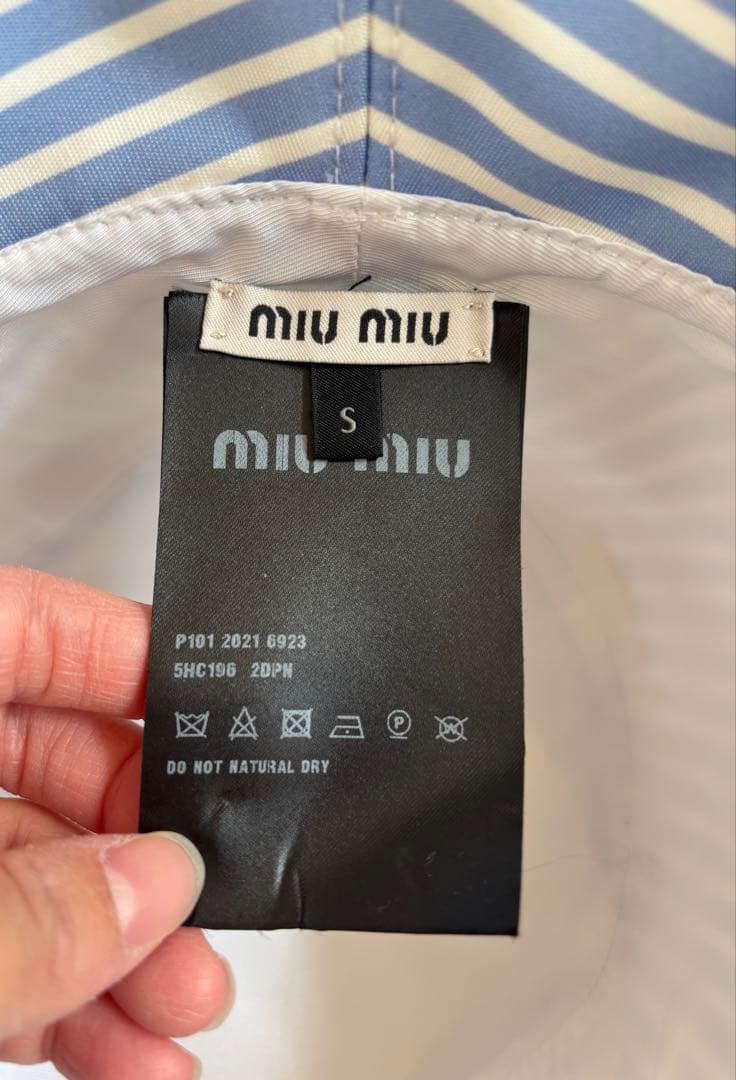 MIU MIU
S
MIU MIU
P101 2021 6923
5HC196 2DPN
P
W
DO NOT NATURAL DRY